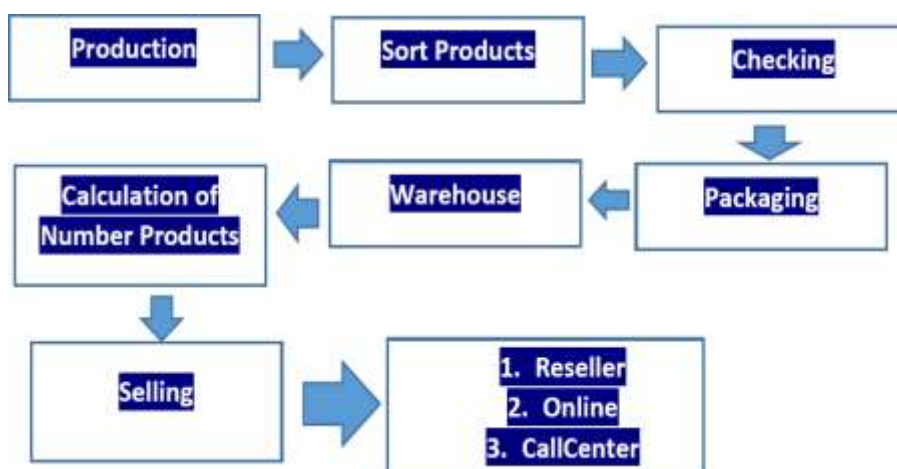 Production
Sort Products
Checking
Packaging
Warehouse
Calculation of
Number Products
Selling
1. Reseller
2. Online
3. CallCenter